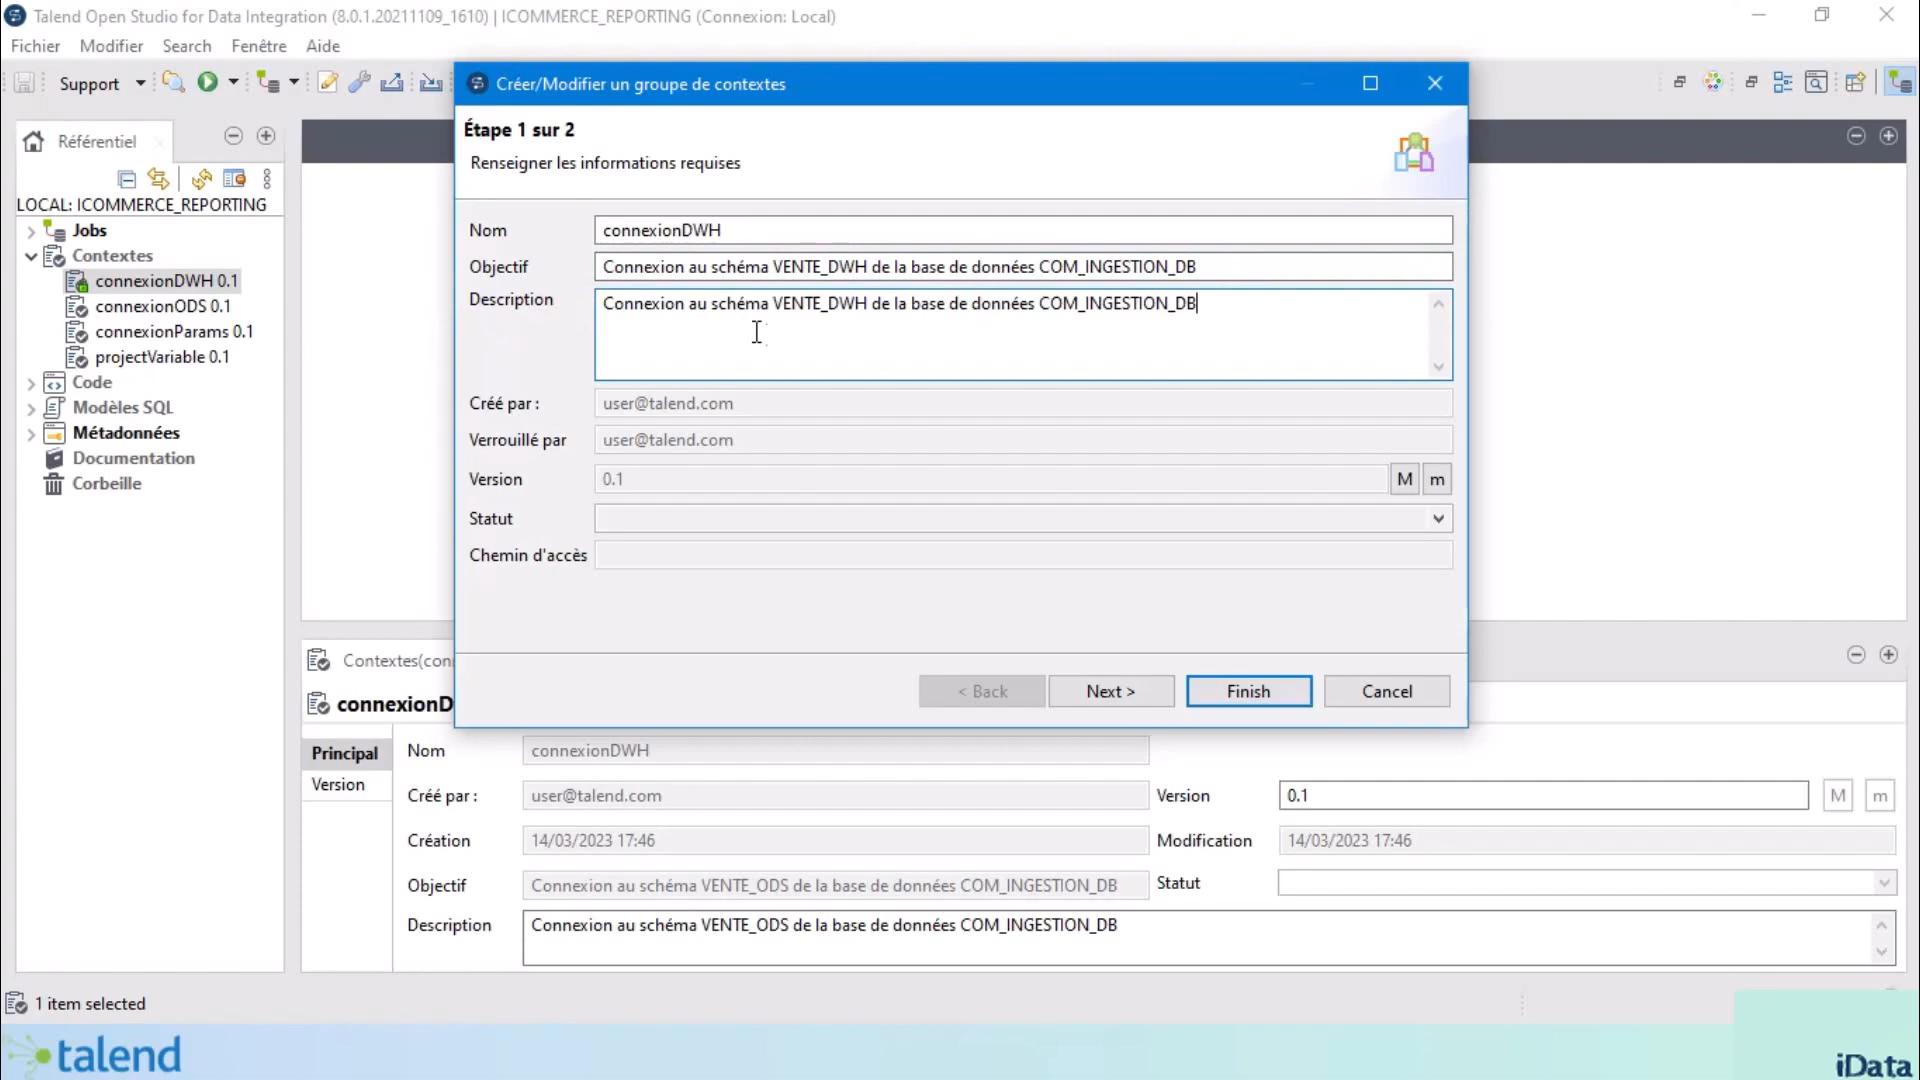 Talend Open Studio for Data Integration (8.0.1.20211109_1610) | ICOMMERCE_REPORTING (Connexion: Local)
Fichier Modifier Search Fenêtre Aide
Support
Créer/Modifier un groupe de contextes
Étape 1 sur 2
Renseigner les informations requises
Référentiel
LOCAL: ICOMMERCE_REPORTING
Jobs
Contextes
connexionDWH 0.1
connexionODS 0.1
connexionParams 0.1
projectVariable 0.1
Code
Modèles SQL
Métadonnées
Documentation
Corbeille
Nom connexionDWH
Objectif Connexion au schéma VENTE_DWH de la base de données COM_INGESTION_DB
Description Connexion au schéma VENTE_DWH de la base de données COM_INGESTION_DB
Créé par : user@talend.com
Verrouillé par user@talend.com
Version 0.1 M m
Statut
Chemin d'accès
< Back Next > Finish Cancel
Contextes(con
connexionD
Principal
Version
Nom connexionDWH
Créé par : user@talend.com Version 0.1 M m
Création 14/03/2023 17:46 Modification 14/03/2023 17:46
Objectif Connexion au schéma VENTE_ODS de la base de données COM_INGESTION_DB Statut
Description Connexion au schéma VENTE_ODS de la base de données COM_INGESTION_DB
1 item selected
talend
iData